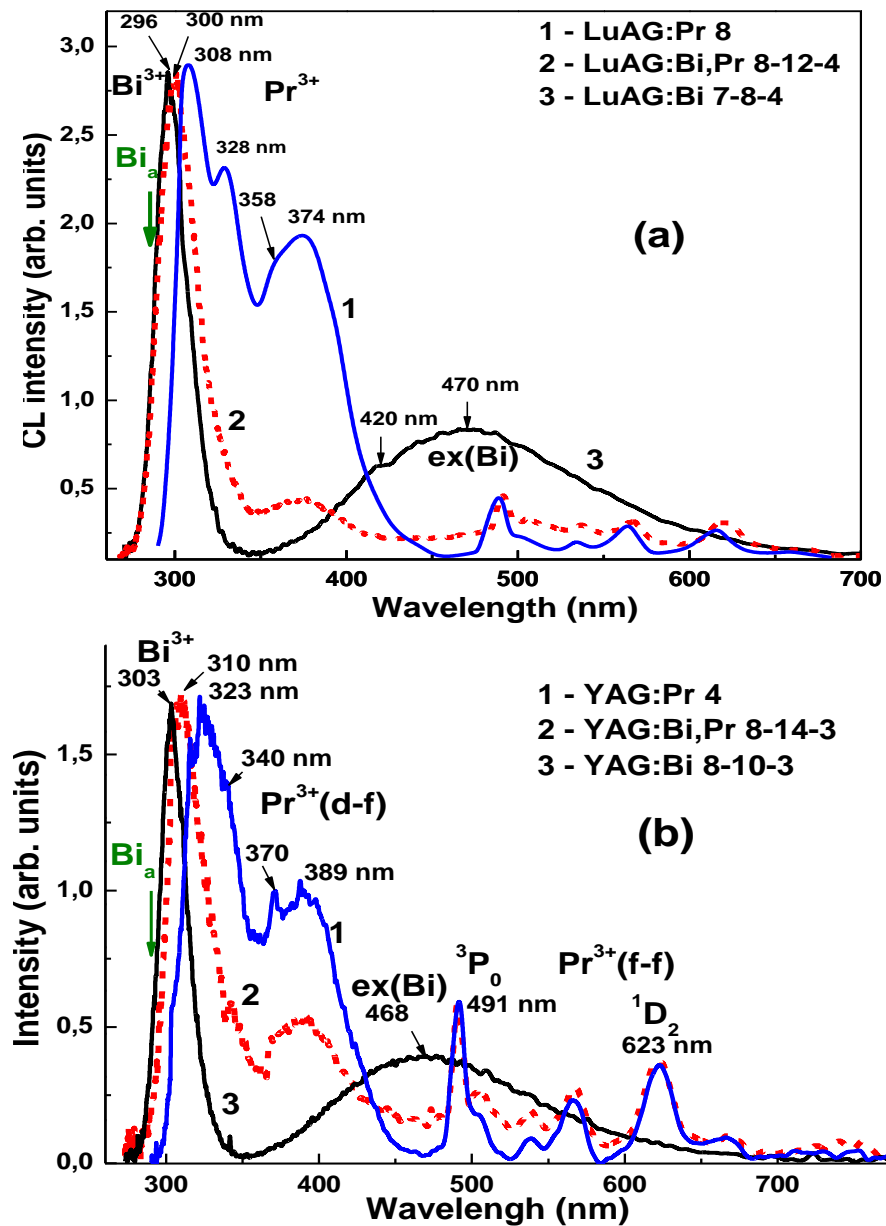 296
300 nm
308 nm
Bi3+
Pr3+
328 nm
358
374 nm
Bia
1 - LuAG:Pr 8
2 - LuAG:Bi,Pr 8-12-4
3 - LuAG:Bi 7-8-4
(a)
1
2
420 nm
470 nm
ex(Bi)
3
3,0
2,5
2,0
1,5
1,0
0,5
CL intensity (arb. units)
300 400 500 600 700
Wavelength (nm)
Bi3+
303
310 nm
323 nm
340 nm
Pr3+(d-f)
370
389 nm
Bia
1 - YAG:Pr 4
2 - YAG:Bi,Pr 8-14-3
3 - YAG:Bi 8-10-3
(b)
1
2
3
ex(Bi)
468
3P0
491 nm
Pr3+(f-f)
1D2
623 nm
1,5
1,0
0,5
0,0
Intensity (arb. units)
300 400 500 600 700
Wavelengh (nm)